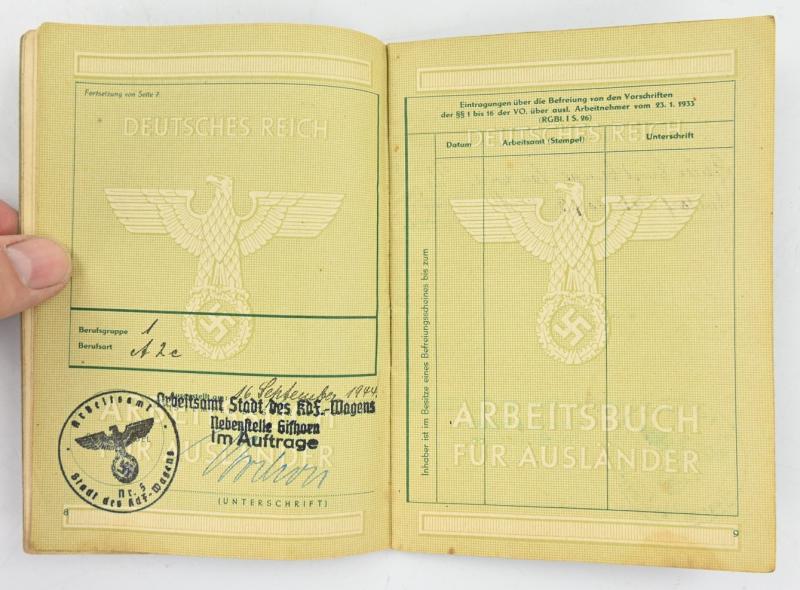 Fortsetzung von Seite 7.
DEUTSCHES REICH
Berufsgruppe 1
Berufsart A 2 c
16. September 1944.
Arbeitsamt Stadt des KdF.-Wagens
Nebenstelle Gifhorn
Im Auftrage
ARBEITSBUCH
FÜR AUSLÄNDER
Arbeitsamt
Nr. 5
Stadt des KdF-Wagens
(UNTERSCHRIFT)
8
Eintragungen über die Befreiung von den Vorschriften
der §§ 1 bis 16 der VO. über ausl. Arbeitnehmer vom 23. 1. 1933
(RGBl. I S. 26)
DEUTSCHES REICH
Datum
Arbeitsamt (Stempel)
Unterschrift
Inhaber ist im Besitze eines Befreiungsscheines bis zum
ARBEITSBUCH
FÜR AUSLÄNDER
9